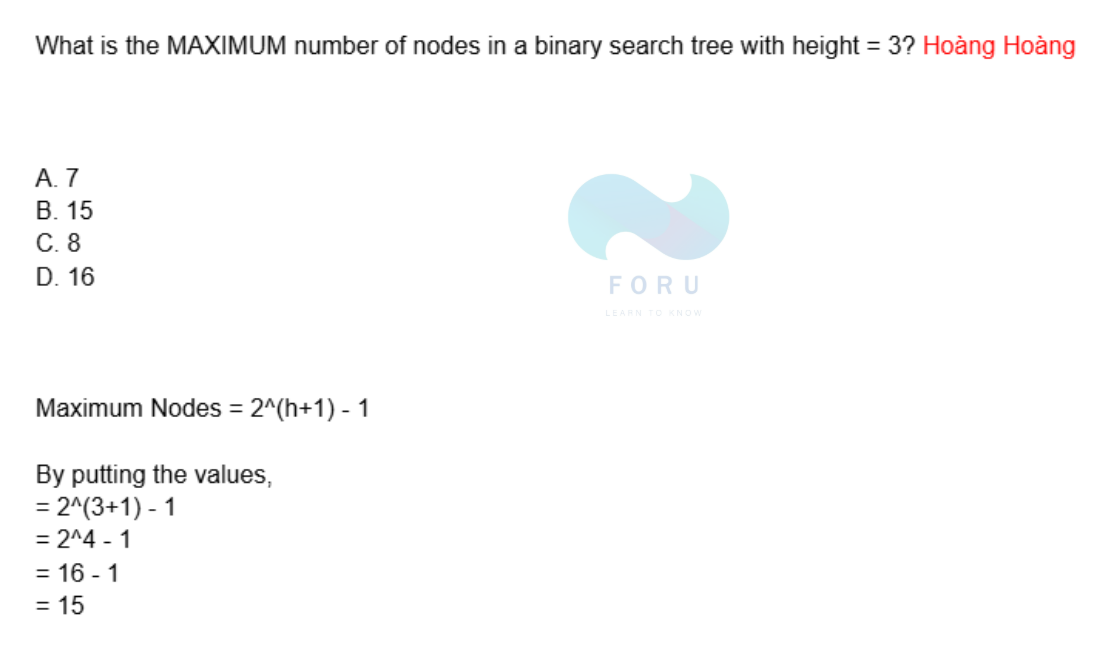 What is the MAXIMUM number of nodes in a binary search tree with height = 3? Hoàng Hoàng
A. 7
B. 15
C. 8
D. 16
FORU
LEARN TO KNOW
Maximum Nodes = 2^(h+1) - 1
By putting the values,
= 2^(3+1) - 1
= 2^4 - 1
= 16 - 1
= 15